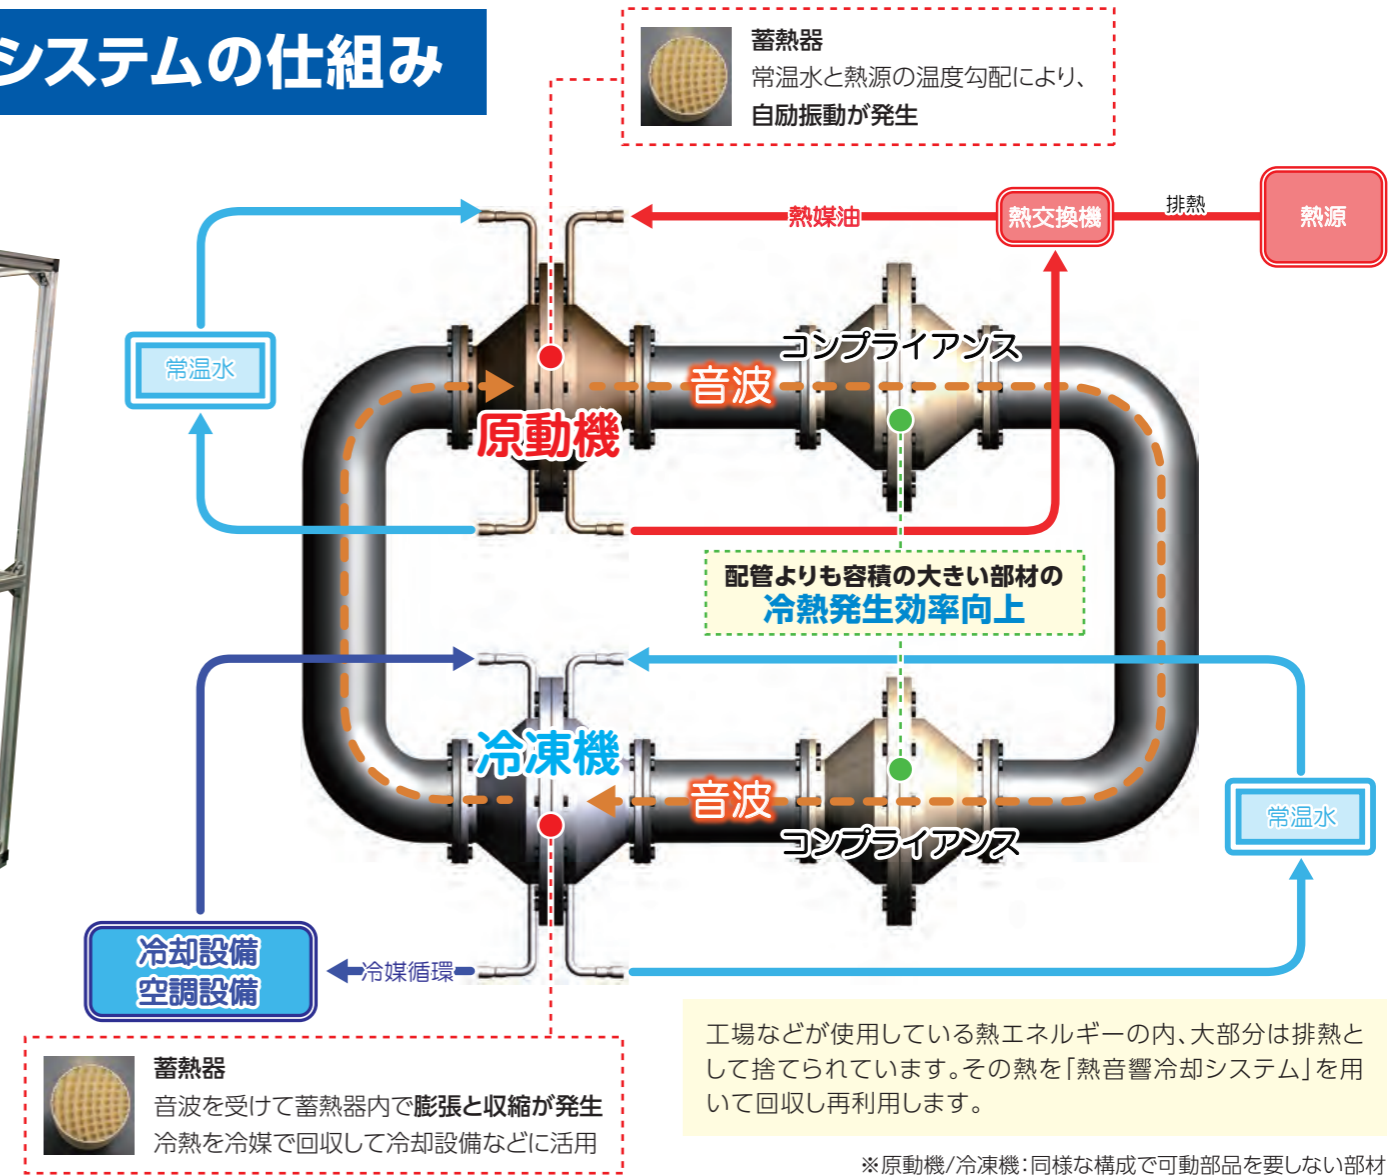 システムの仕組み
蓄熱器
常温水と熱源の温度勾配により、
自励振動が発生
熱媒油
熱交換機
排熱
熱源
常温水
コンプライアンス
音波
原動機
配管よりも容積の大きい部材の
冷熱発生効率向上
冷凍機
音波
コンプライアンス
常温水
冷却設備
空調設備
冷媒循環
蓄熱器
音波を受けて蓄熱器内で膨張と収縮が発生
冷熱を冷媒で回収して冷却設備などに活用
工場などが使用している熱エネルギーの内、大部分は排熱と
して捨てられています。その熱を「熱音響冷却システム」を用
いて回収し再利用します。
※原動機/冷凍機：同様な構成で可動部品を要しない部材